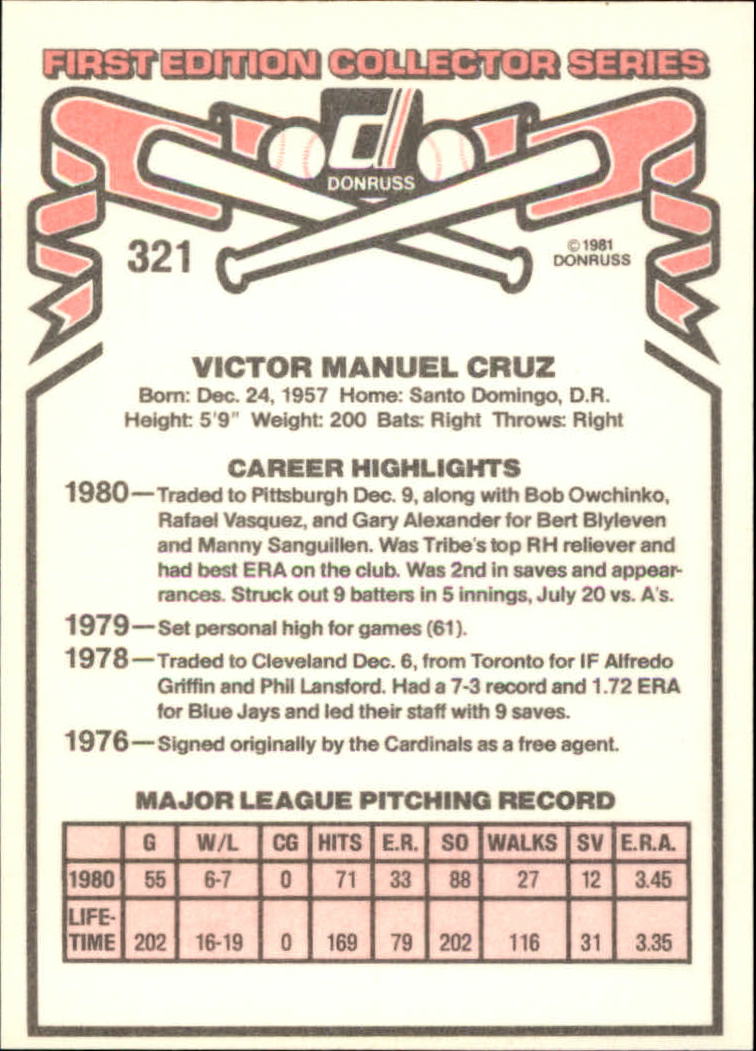 FIRST EDITION COLLECTOR SERIES
d
DONRUSS
321
© 1981
DONRUSS
VICTOR MANUEL CRUZ
Born: Dec. 24, 1957 Home: Santo Domingo, D.R.
Height: 5'9" Weight: 200 Bats: Right Throws: Right
CAREER HIGHLIGHTS
1980—Traded to Pittsburgh Dec. 9, along with Bob Owchinko,
Rafael Vasquez, and Gary Alexander for Bert Blyleven
and Manny Sanguillen. Was Tribe's top RH reliever and
had best ERA on the club. Was 2nd in saves and appear-
rances. Struck out 9 batters in 5 innings, July 20 vs. A's.
1979—Set personal high for games (61).
1978—Traded to Cleveland Dec. 6, from Toronto for IF Alfredo
Griffin and Phil Lansford. Had a 7-3 record and 1.72 ERA
for Blue Jays and led their staff with 9 saves.
1976—Signed originally by the Cardinals as a free agent.
MAJOR LEAGUE PITCHING RECORD
G W/L CG HITS E.R. SO WALKS SV E.R.A.
1980 55 6-7 0 71 33 88 27 12 3.45
LIFE-
TIME 202 16-19 0 169 79 202 116 31 3.35